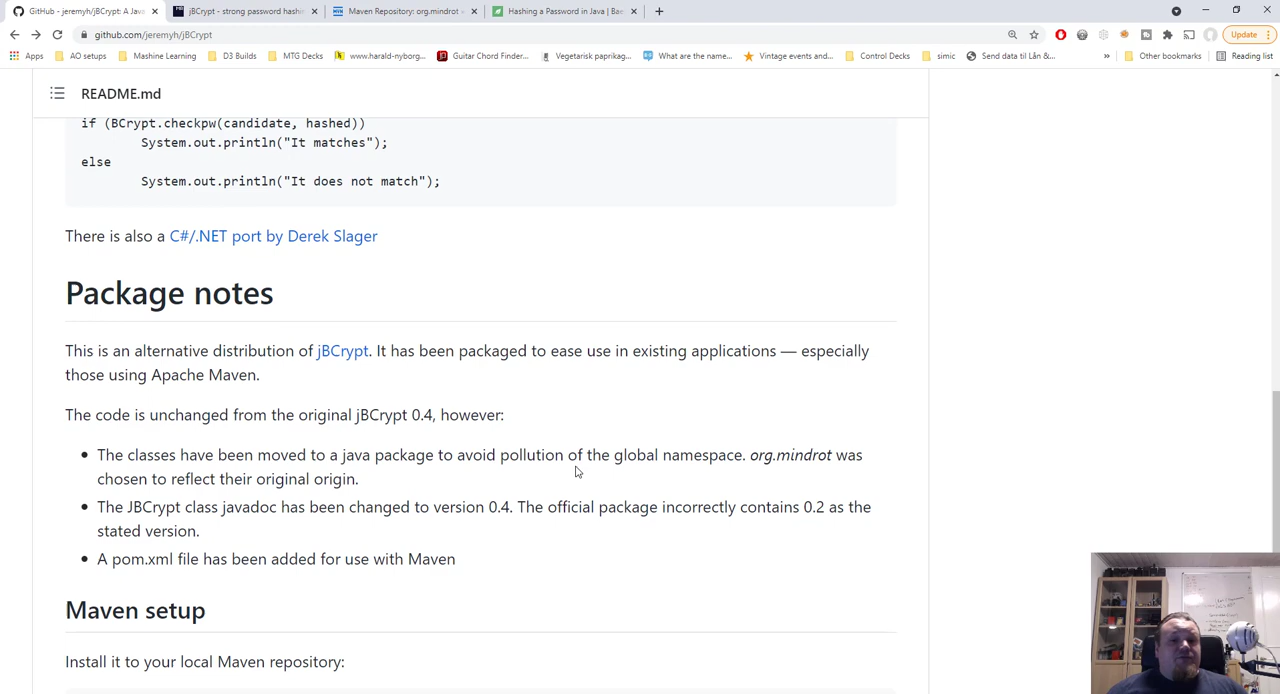 GitHub - jeremyh/jBCrypt: A Java
jBCrypt - strong password hashi
Maven Repository: org.mindrot
Hashing a Password in Java | Bae
github.com/jeremyh/jBCrypt
Update
Apps
AO setups
Mashine Learning
D3 Builds
MTG Decks
www.harald-nyborg...
Guitar Chord Finder...
Vegetarisk paprikag...
What are the name...
Vintage events and...
Control Decks
simic
Send data til Lån &...
»
Other bookmarks
Reading list
README.md
if (BCrypt.checkpw(candidate, hashed))
System.out.println("It matches");
else
System.out.println("It does not match");
There is also a C#/.NET port by Derek Slager
Package notes
This is an alternative distribution of jBCrypt. It has been packaged to ease use in existing applications — especially
those using Apache Maven.
The code is unchanged from the original jBCrypt 0.4, however:
The classes have been moved to a java package to avoid pollution of the global namespace. org.mindrot was
chosen to reflect their original origin.
The JBCrypt class javadoc has been changed to version 0.4. The official package incorrectly contains 0.2 as the
stated version.
A pom.xml file has been added for use with Maven
Maven setup
Install it to your local Maven repository: